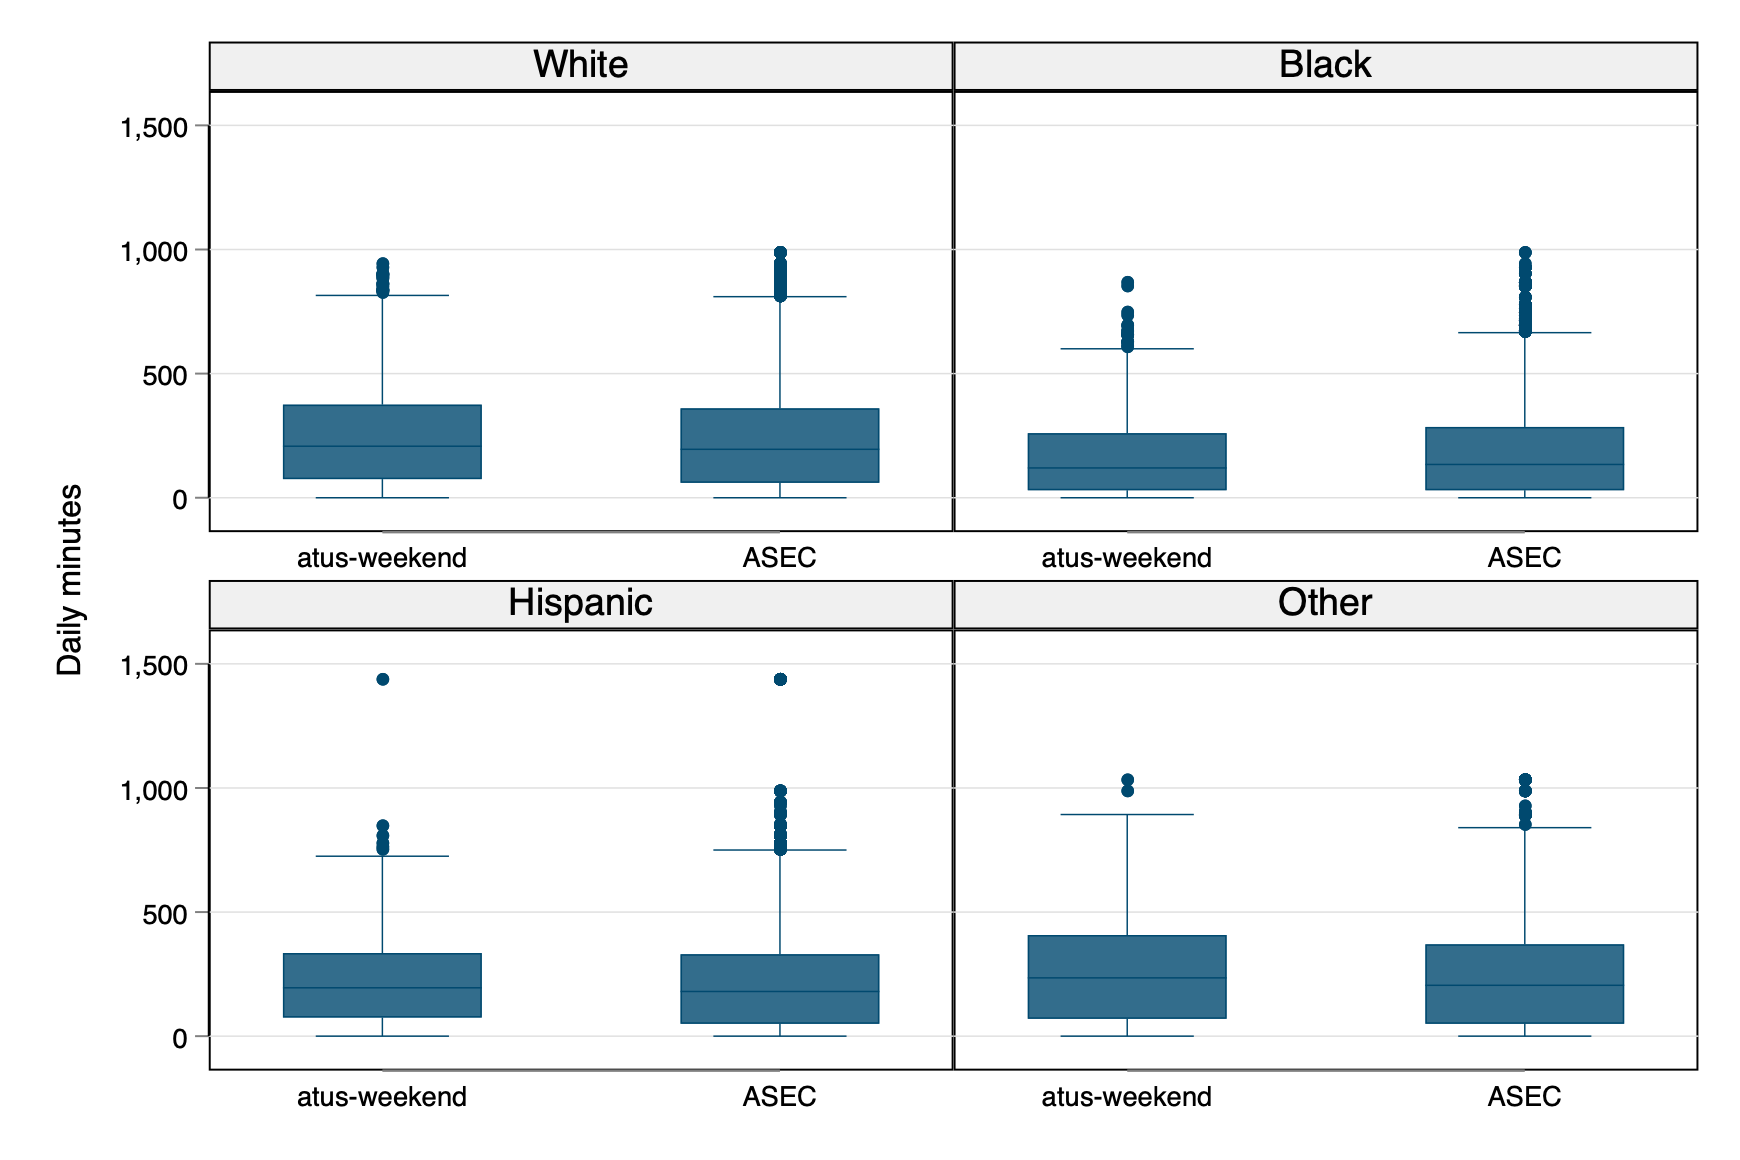 White
Black
1,500
1,000
500
0
atus-weekend
ASEC
atus-weekend
ASEC
Daily minutes
Hispanic
Other
1,500
1,000
500
0
atus-weekend
ASEC
atus-weekend
ASEC